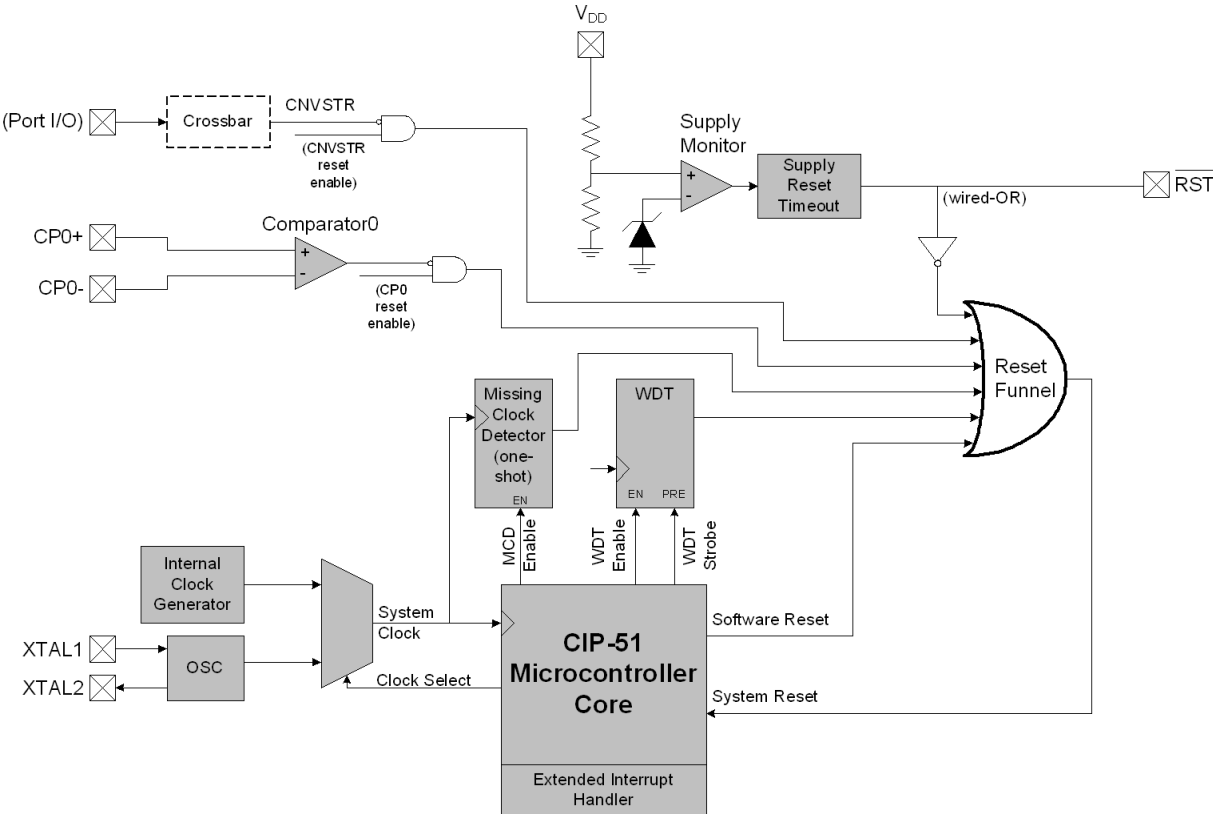 VDD
(Port I/O)
Crossbar
CNVSTR
(CNVSTR
reset
enable)
Supply
Monitor
+
-
Supply
Reset
Timeout
(wired-OR)
RST
CP0+
CP0-
Comparator0
+
-
(CP0
reset
enable)
Reset
Funnel
Missing
Clock
Detector
(one-
shot)
EN
WDT
EN
PRE
MCD
Enable
WDT
Enable
WDT
Strobe
Internal
Clock
Generator
XTAL1
XTAL2
OSC
System
Clock
Clock Select
CIP-51
Microcontroller
Core
Software Reset
System Reset
Extended Interrupt
Handler